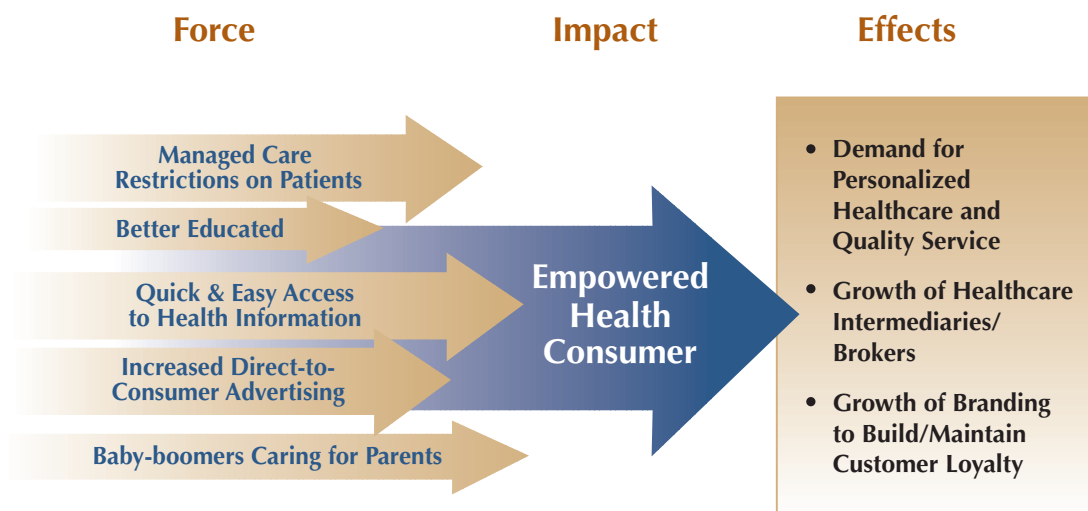 Force
Impact
Effects
Managed Care
Restrictions on Patients
Better Educated
Quick & Easy Access
to Health Information
Increased Direct-to-
Consumer Advertising
Baby-boomers Caring for Parents
Empowered
Health
Consumer
• Demand for
Personalized
Healthcare and
Quality Service
• Growth of Healthcare
Intermediaries/
Brokers
• Growth of Branding
to Build/Maintain
Customer Loyalty